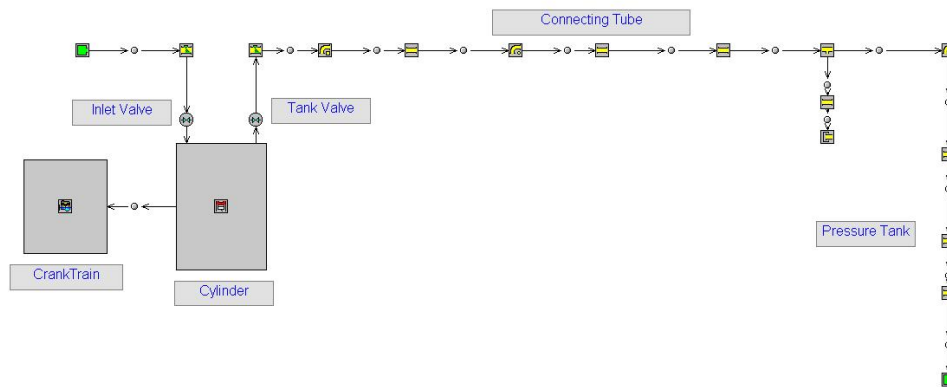 Connecting Tube
Inlet Valve
Tank Valve
Pressure Tank
CrankTrain
Cylinder